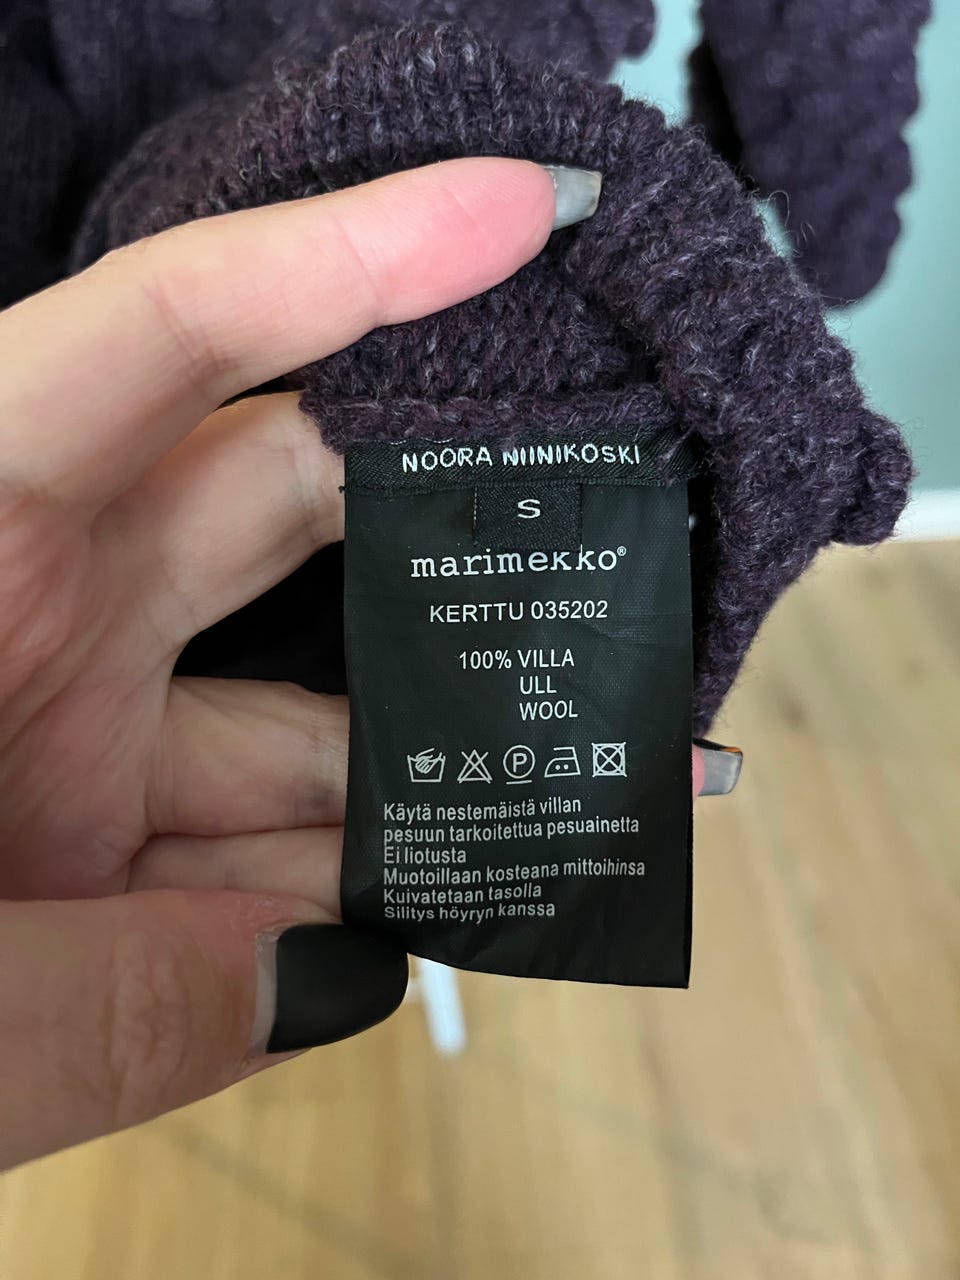 NOORA NIINIKOSKI
S
marimekko®
KERTTU 035202
100% VILLA
ULL
WOOL
P
Käytä nestemäistä villan
pesuun tarkoitettua pesuainetta
Ei liotusta
Muotoillaan kosteana mittoihinsa
Kuivatetaan tasolla
Silitys höyryn kanssa